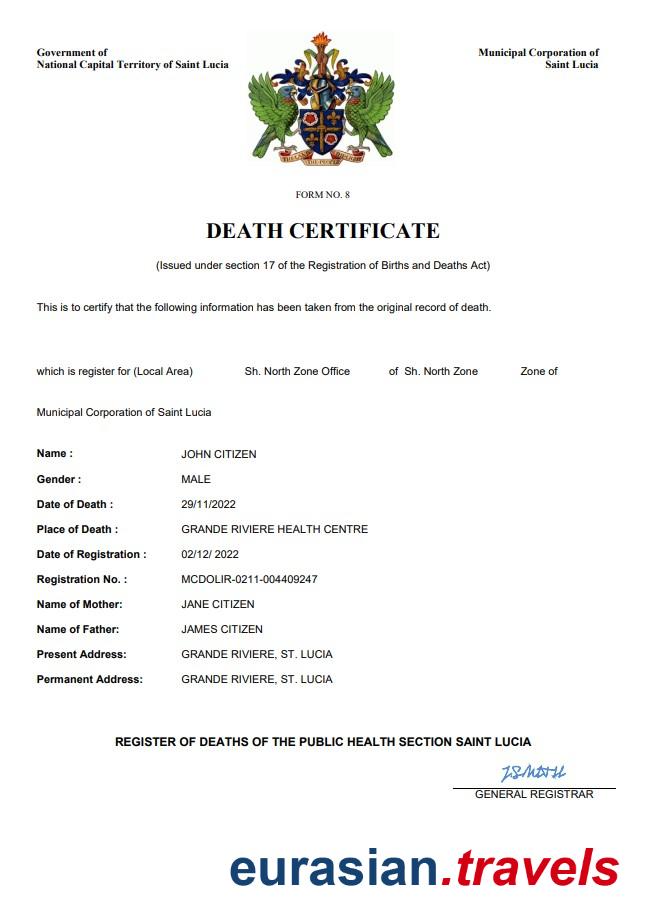 Government of
National Capital Territory of Saint Lucia
Municipal Corporation of
Saint Lucia
THE LAND THE PEOPLE THE LIGHT
FORM NO. 8
DEATH CERTIFICATE
(Issued under section 17 of the Registration of Births and Deaths Act)
This is to certify that the following information has been taken from the original record of death.
which is register for (Local Area) Sh. North Zone Office of Sh. North Zone Zone of
Municipal Corporation of Saint Lucia
Name : JOHN CITIZEN
Gender : MALE
Date of Death : 29/11/2022
Place of Death : GRANDE RIVIERE HEALTH CENTRE
Date of Registration : 02/12/ 2022
Registration No. : MCDOLIR-0211-004409247
Name of Mother: JANE CITIZEN
Name of Father: JAMES CITIZEN
Present Address: GRANDE RIVIERE, ST. LUCIA
Permanent Address: GRANDE RIVIERE, ST. LUCIA
REGISTER OF DEATHS OF THE PUBLIC HEALTH SECTION SAINT LUCIA
GENERAL REGISTRAR
eurasian.travels